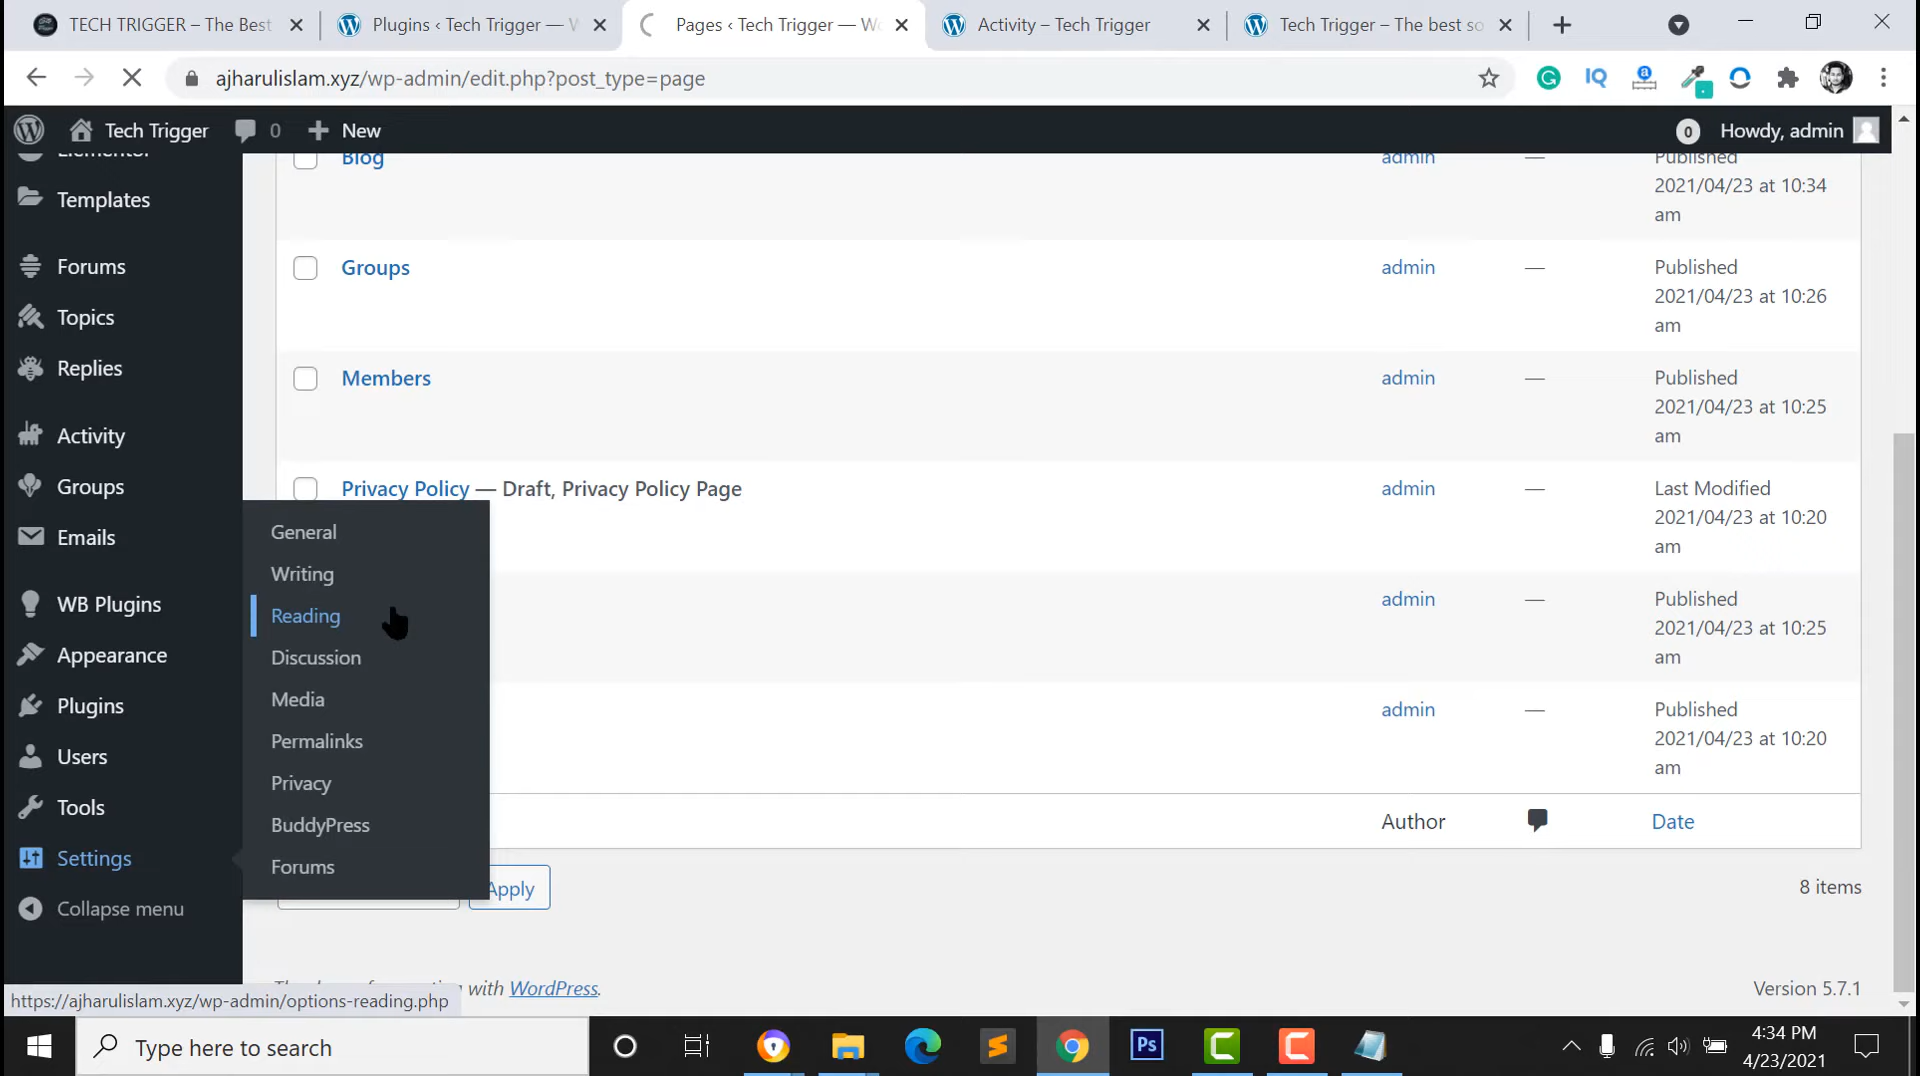 TECH TRIGGER – The Best
Plugins ‹ Tech Trigger — W
Pages ‹ Tech Trigger — Wo
Activity – Tech Trigger
Tech Trigger – The best so
ajharulislam.xyz/wp-admin/edit.php?post_type=page
Tech Trigger
0
New
0
Howdy, admin
Elementor
Templates
Forums
Topics
Replies
Activity
Groups
Emails
WB Plugins
Appearance
Plugins
Users
Tools
Settings
Collapse menu
General
Writing
Reading
Discussion
Media
Permalinks
Privacy
BuddyPress
Forums
Blog
admin
—
Published
2021/04/23 at 10:34
am
Groups
admin
—
Published
2021/04/23 at 10:26
am
Members
admin
—
Published
2021/04/23 at 10:25
am
Privacy Policy — Draft, Privacy Policy Page
admin
—
Last Modified
2021/04/23 at 10:20
am
admin
—
Published
2021/04/23 at 10:25
am
admin
—
Published
2021/04/23 at 10:20
am
Author
Date
Apply
8 items
with WordPress.
Version 5.7.1
https://ajharulislam.xyz/wp-admin/options-reading.php
Type here to search
Ps
4:34 PM
4/23/2021